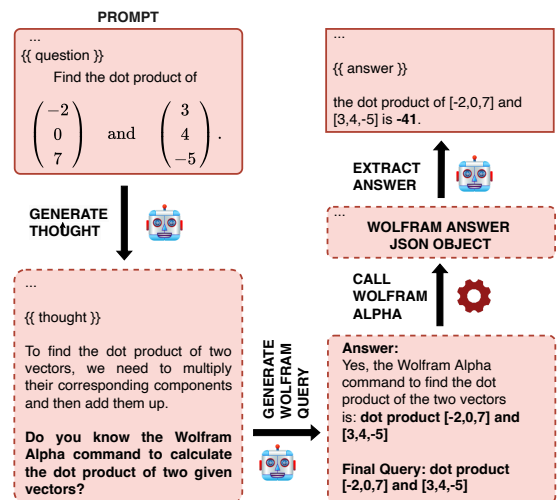 PROMPT
...
{{ question }}
Find the dot product of
(−2 0 7) and (3 4 −5).
GENERATE
THOUGHT
...
{{ thought }}
To find the dot product of two
vectors, we need to multiply
their corresponding components
and then add them up.
Do you know the Wolfram
Alpha command to calculate
the dot product of two given
vectors?
GENERATE
WOLFRAM
QUERY
Answer:
Yes, the Wolfram Alpha
command to find the dot
product of the two vectors
is: dot product [-2,0,7] and
[3,4,-5]
Final Query: dot product
[-2,0,7] and [3,4,-5]
CALL
WOLFRAM
ALPHA
...
WOLFRAM ANSWER
JSON OBJECT
EXTRACT
ANSWER
...
{{ answer }}
the dot product of [-2,0,7] and
[3,4,-5] is -41.